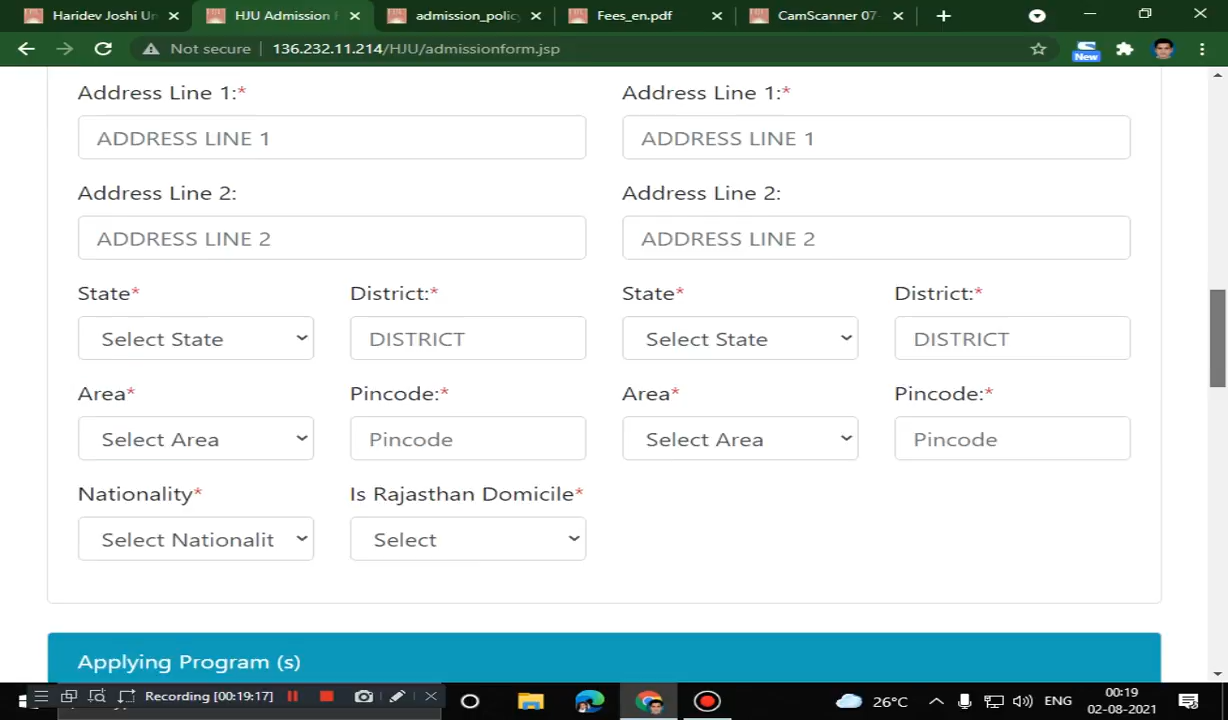 Haridev Joshi Un
HJU Admission F
admission_policy
Fees_en.pdf
CamScanner 07-
Not secure
136.232.11.214/HJU/admissionform.jsp
New
Address Line 1:* Address Line 1:*
ADDRESS LINE 1 ADDRESS LINE 1
Address Line 2: Address Line 2:
ADDRESS LINE 2 ADDRESS LINE 2
State* District:* State* District:*
Select State DISTRICT Select State DISTRICT
Area* Pincode:* Area* Pincode:*
Select Area Pincode Select Area Pincode
Nationality* Is Rajasthan Domicile*
Select Nationalit Select
Applying Program (s)
Recording [00:19:17]
26°C
ENG
00:19
02-08-2021